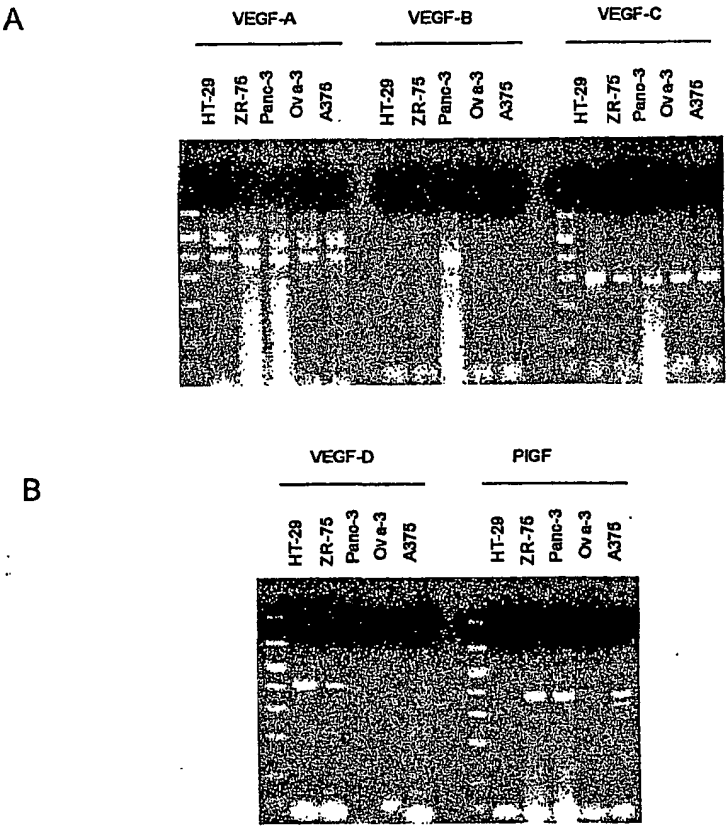 A
VEGF-A VEGF-B VEGF-C
HT-29 ZR-75 Panc-3 Ova-3 A375 HT-29 ZR-75 Panc-3 Ova-3 A375 HT-29 ZR-75 Panc-3 Ova-3 A375
B
VEGF-D PlGF
HT-29 ZR-75 Panc-3 Ova-3 A375 HT-29 ZR-75 Panc-3 Ova-3 A375